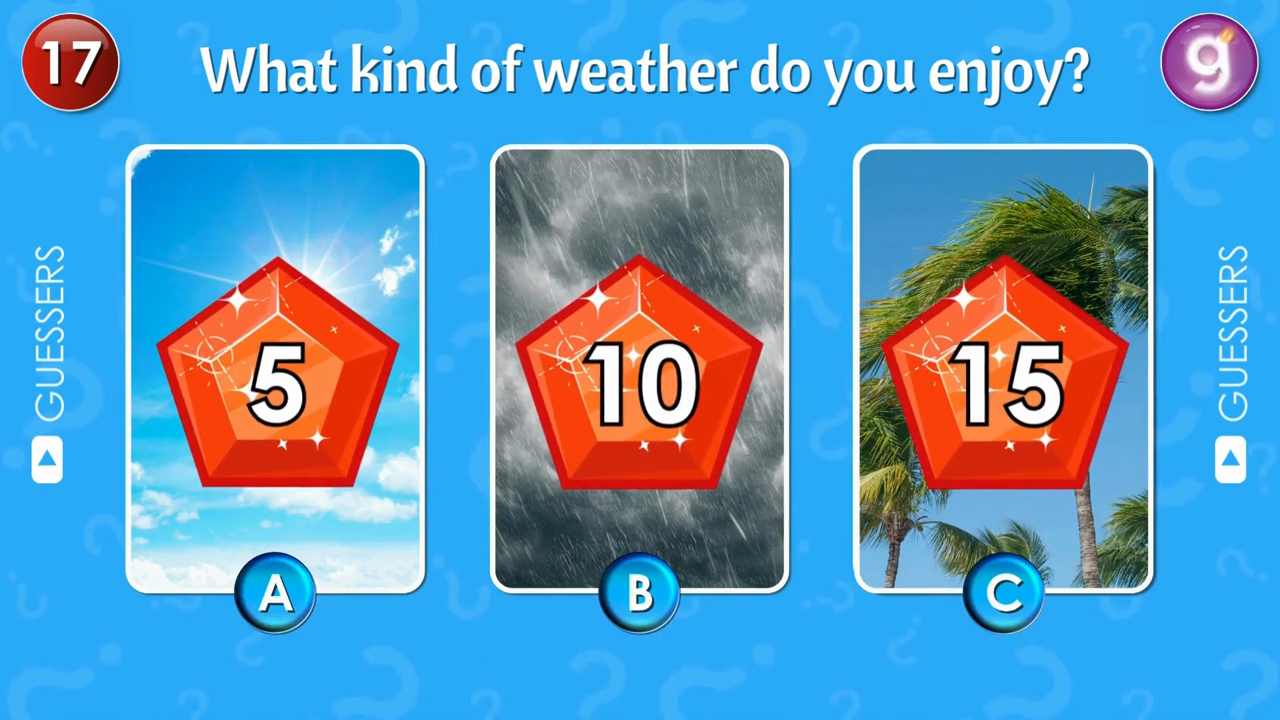 17
What kind of weather do you enjoy?
g
GUESSERS
5
10
15
GUESSERS
A
B
C